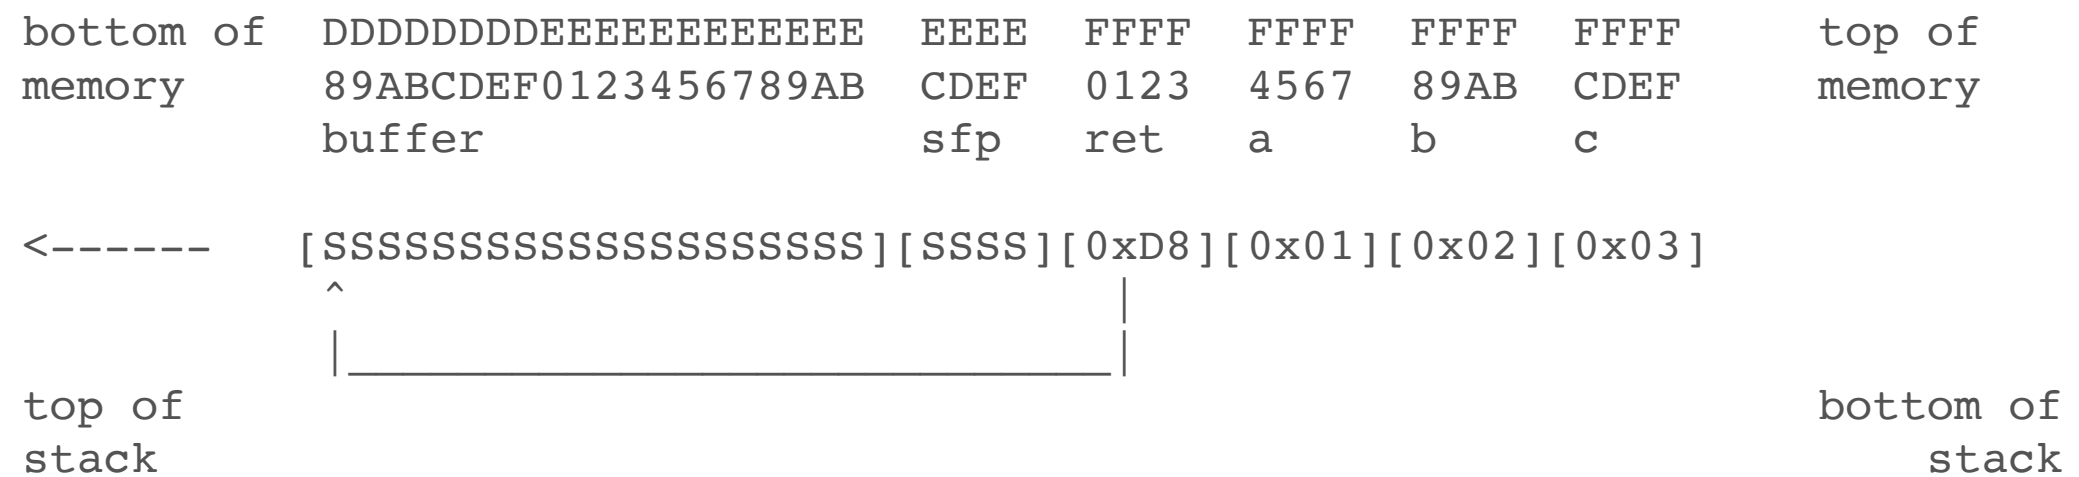 bottom of  DDDDDDDDEEEEEEEEEEEE  EEEE  FFFF  FFFF  FFFF  FFFF     top of
memory     89ABCDEF0123456789AB  CDEF  0123  4567  89AB  CDEF     memory
           buffer                sfp   ret   a     b     c
<------   [SSSSSSSSSSSSSSSSSSSS][SSSS][0xD8][0x01][0x02][0x03]
           ^                            |
           |____________________________|
top of                                                            bottom of
stack                                                                 stack